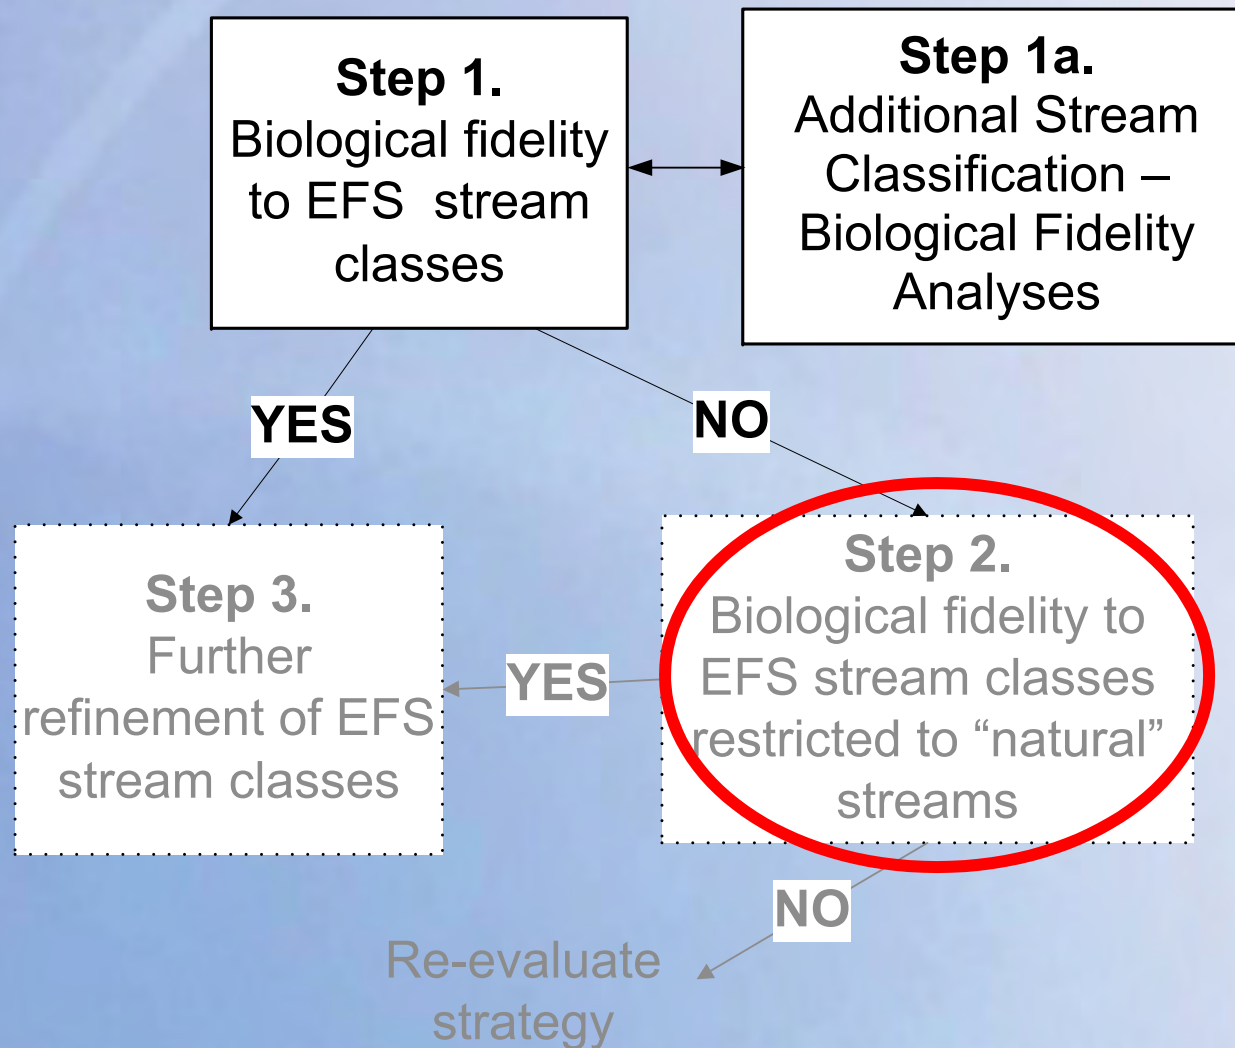 Step 1.
Biological fidelity
to EFS stream
classes
Step 1a.
Additional Stream
Classification –
Biological Fidelity
Analyses
YES
NO
Step 3.
Further
refinement of EFS
stream classes
YES
Step 2.
Biological fidelity to
EFS stream classes
restricted to “natural”
streams
NO
Re-evaluate
strategy